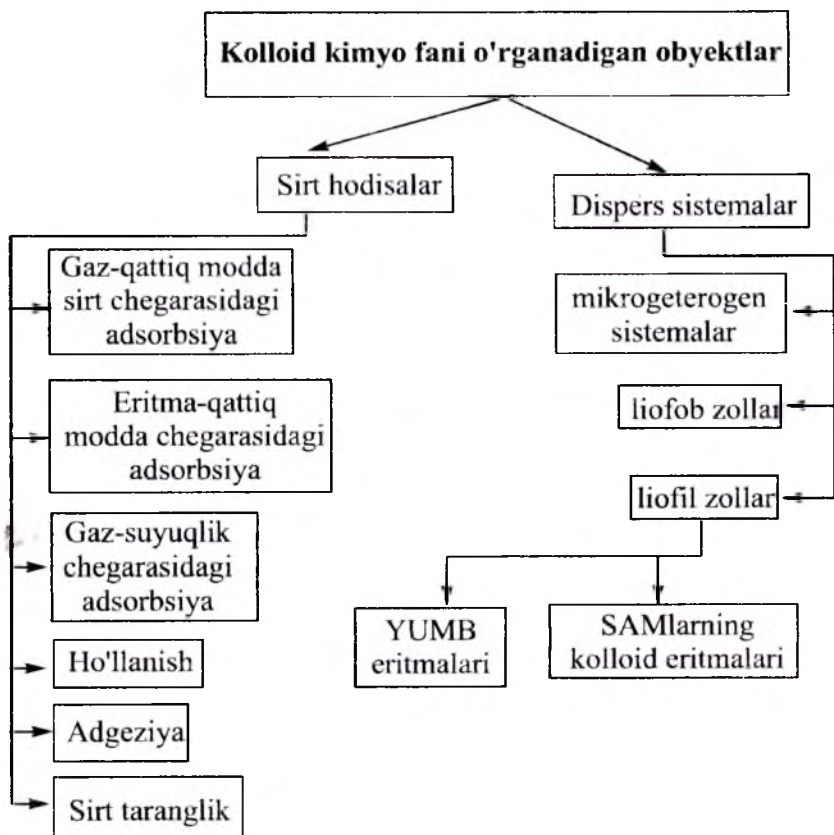 Kolloid kimyo fani o'rganadigan obyektlar
Sirt hodisalar
Dispers sistemalar
Gaz-qattiq modda
sirt chegarasidagi
adsorbsiya
Eritma-qattiq
modda chegarasidagi
adsorbsiya
Gaz-suyuqlik
chegarasidagi
adsorbsiya
Ho'llanish
Adgeziya
Sirt taranglik
mikrogeterogen
sistemalar
liofob zollar
liofil zollar
YUMB
eritmalari
SAMlarning
kolloid eritmalari